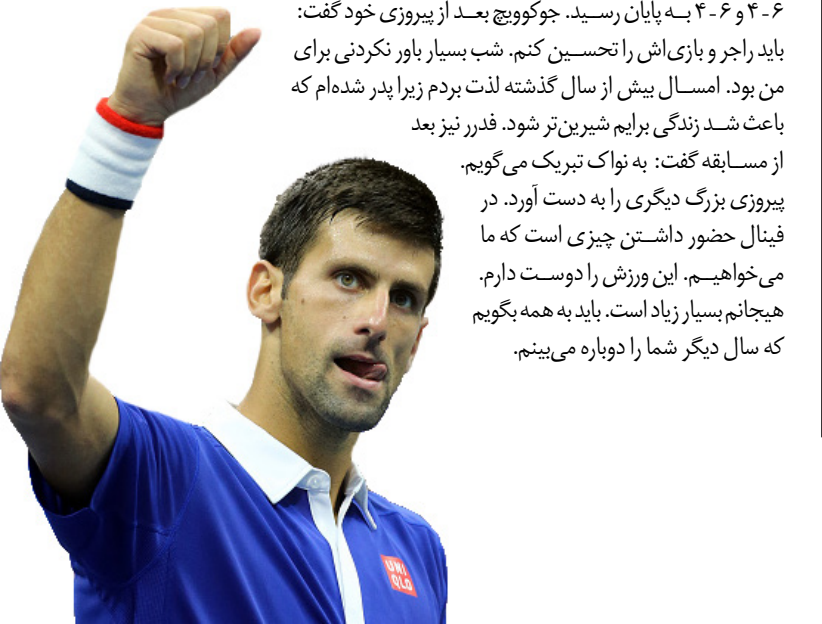 ۶-۴ و ۶-۴ به پایان رسید. جوکوویچ بعد از پیروزی خود گفت:
باید راجر و بازی‌اش را تحسین کنم. شب بسیار باور نکردنی برای
من بود. امسال بیش از سال گذشته لذت بردم زیرا پدر شده‌ام که
باعث شد زندگی برایم شیرین‌تر شود. فدرر نیز بعد
از مسابقه گفت: به نواک تبریک می‌گویم.
پیروزی بزرگ دیگری را به دست آورد. در
فینال حضور داشتن چیزی است که ما
می‌خواهیم. این ورزش را دوست دارم.
هیجانم بسیار زیاد است. باید به همه بگویم
که سال دیگر شما را دوباره می‌بینم.
UNI
QLO